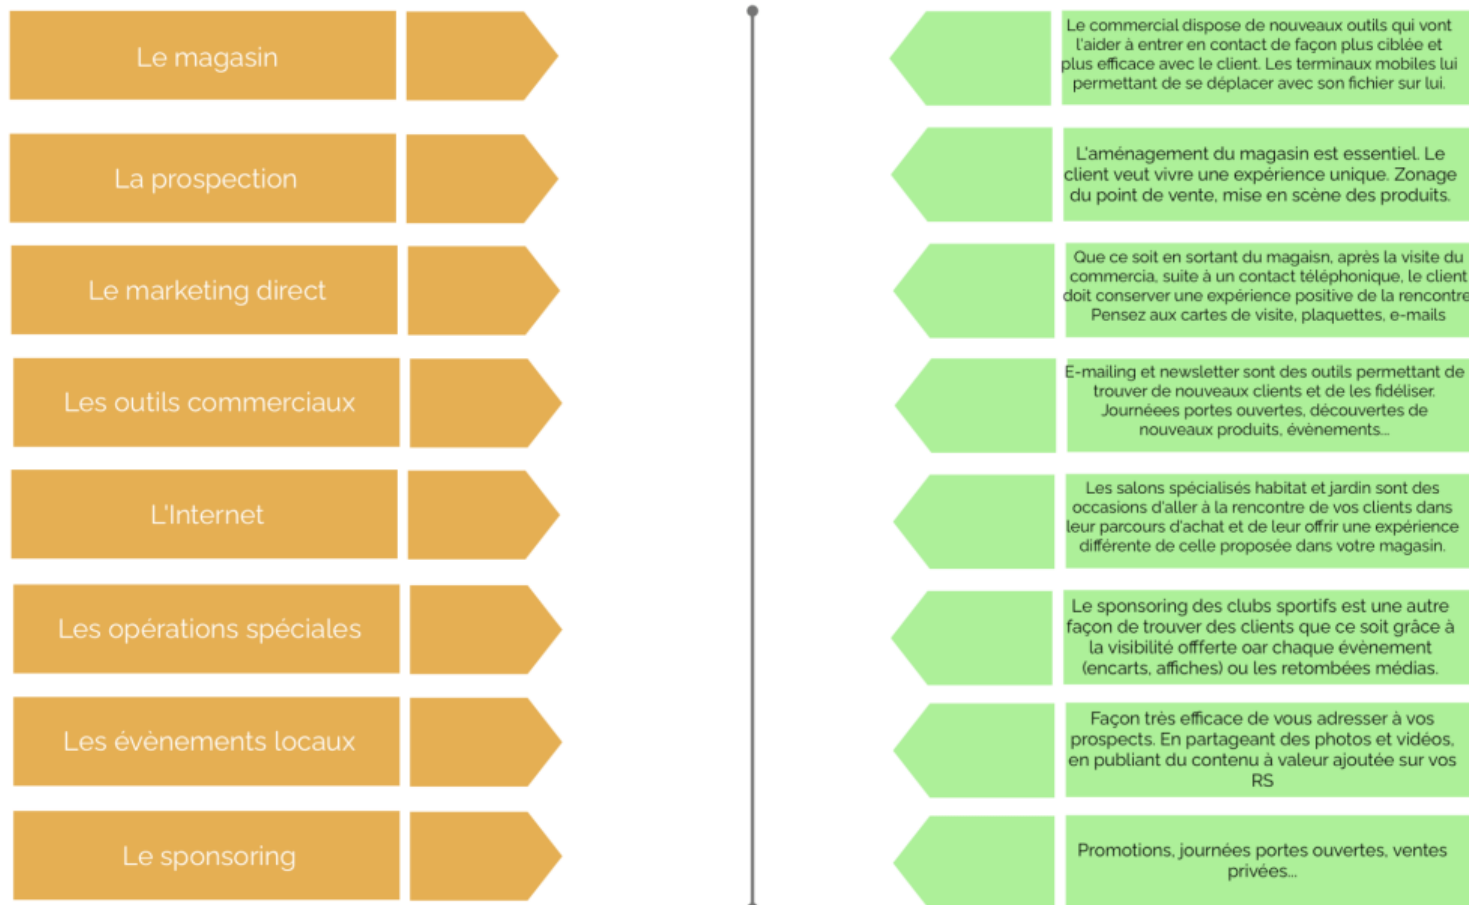 Le magasin
La prospection
Le marketing direct
Les outils commerciaux
L'Internet
Les opérations spéciales
Les évènements locaux
Le sponsoring
Le commercial dispose de nouveaux outils qui vont
l'aider à entrer en contact de façon plus ciblée et
plus efficace avec le client. Les terminaux mobiles lui
permettant de se déplacer avec son fichier sur lui.
L'aménagement du magasin est essentiel. Le
client veut vivre une expérience unique. Zonage
du point de vente, mise en scène des produits.
Que ce soit en sortant du magaisn, après la visite du
commercia, suite à un contact téléphonique, le client
doit conserver une expérience positive de la rencontre
Pensez aux cartes de visite, plaquettes, e-mails
E-mailing et newsletter sont des outils permettant de
trouver de nouveaux clients et de les fidéliser.
Journéees portes ouvertes, découvertes de
nouveaux produits, évènements...
Les salons spécialisés habitat et jardin sont des
occasions d'aller à la rencontre de vos clients dans
leur parcours d'achat et de leur offrir une expérience
différente de celle proposée dans votre magasin.
Le sponsoring des clubs sportifs est une autre
façon de trouver des clients que ce soit grâce à
la visibilité offferte oar chaque évènement
(encarts, affiches) ou les retombées médias.
Façon très efficace de vous adresser à vos
prospects. En partageant des photos et vidéos,
en publiant du contenu à valeur ajoutée sur vos
RS
Promotions, journées portes ouvertes, ventes
privées...